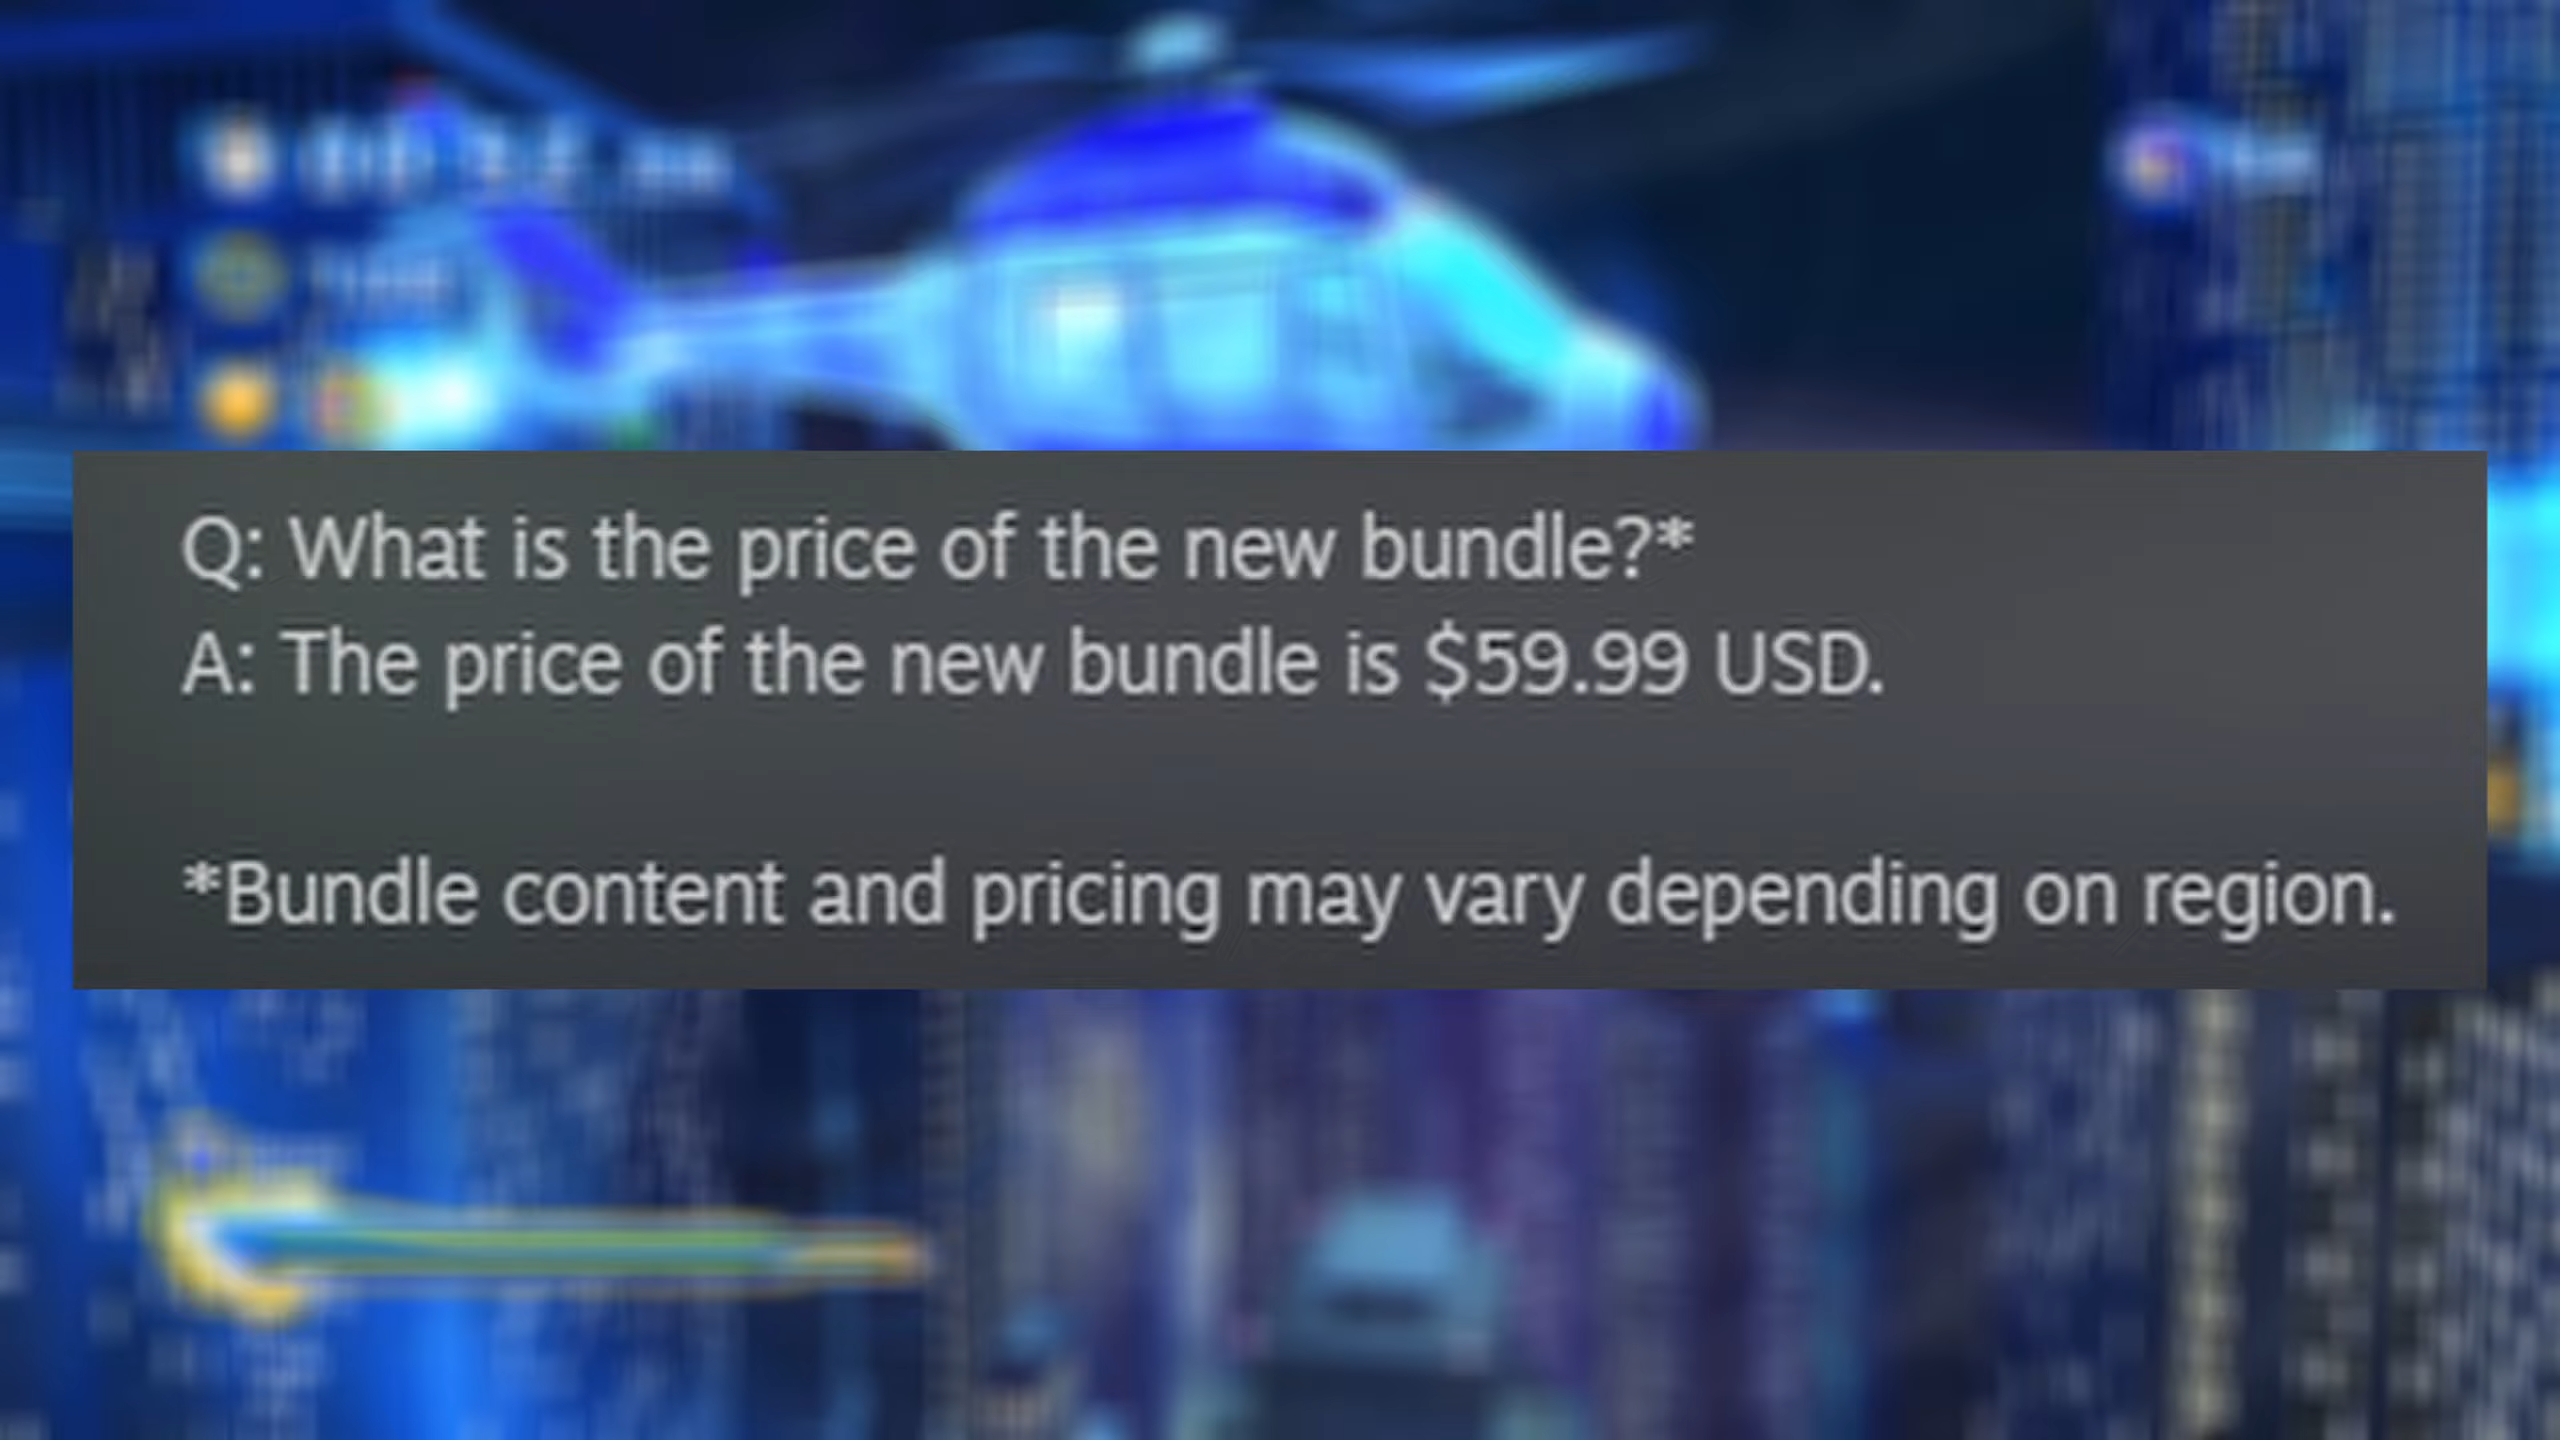 Q: What is the price of the new bundle?*
A: The price of the new bundle is $59.99 USD.
*Bundle content and pricing may vary depending on region.